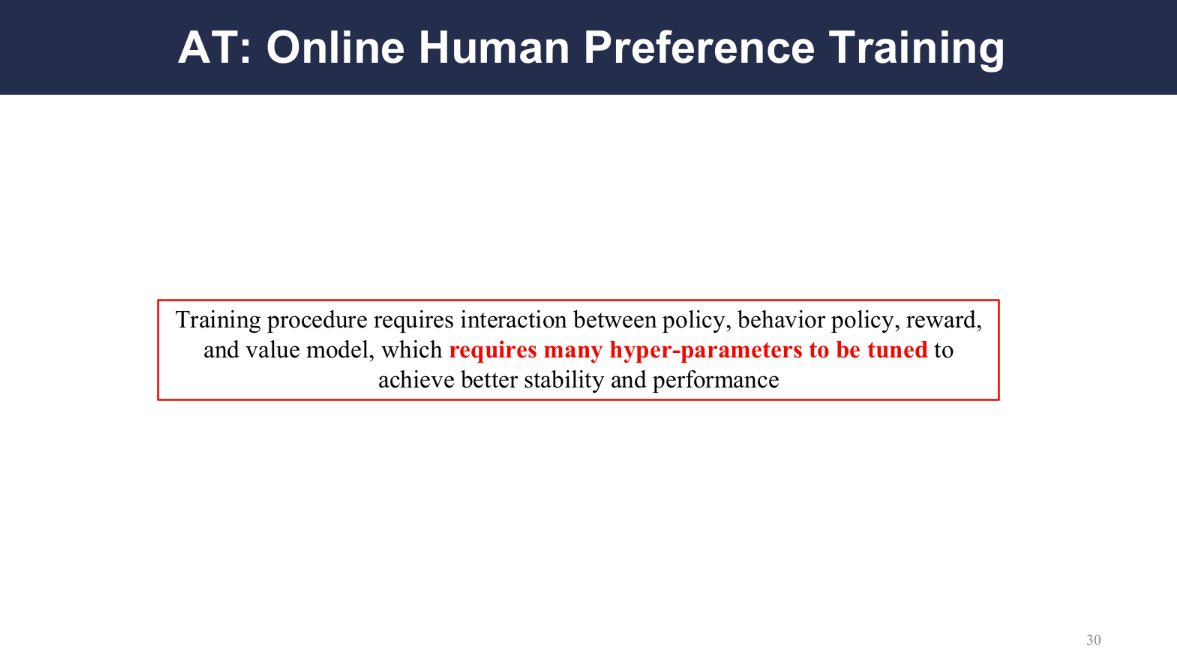 AT: Online Human Preference Training
Training procedure requires interaction between policy, behavior policy, reward,
and value model, which requires many hyper-parameters to be tuned to
achieve better stability and performance
30